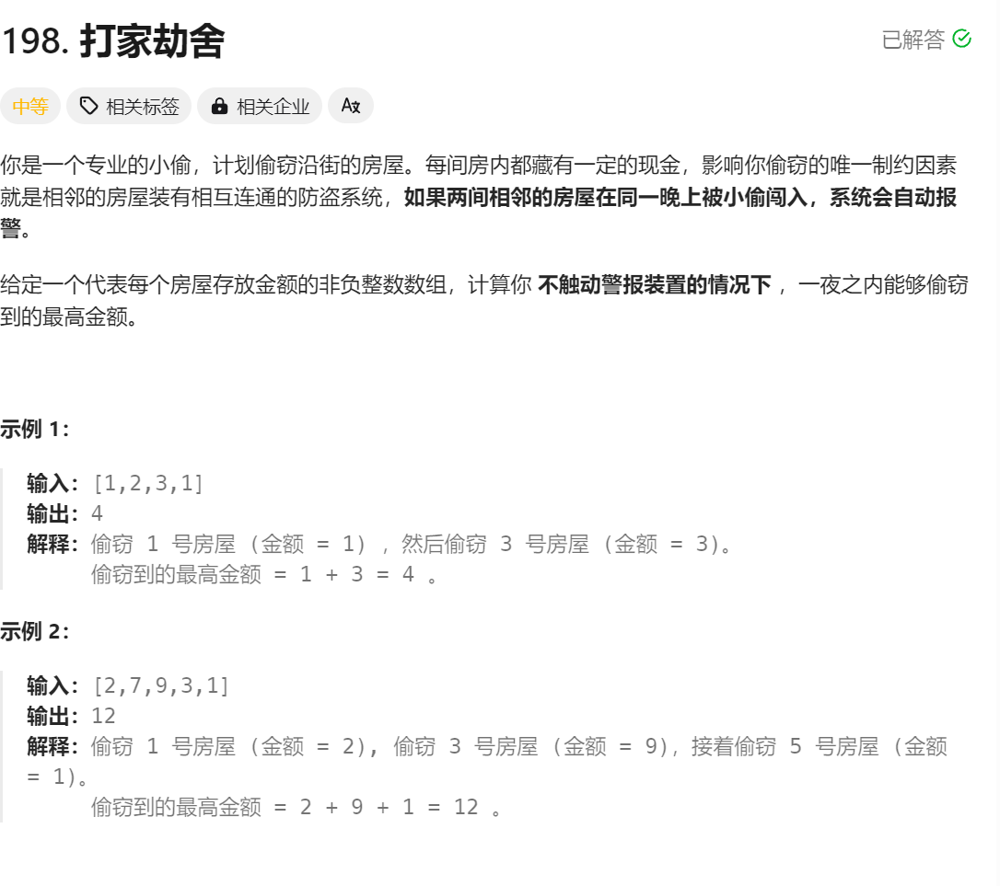 198. 打家劫舍
已解答
中等
相关标签
相关企业
你是一个专业的小偷，计划偷窃沿街的房屋。每间房内都藏有一定的现金，影响你偷窃的唯一制约因素
就是相邻的房屋装有相互连通的防盗系统，如果两间相邻的房屋在同一晚上被小偷闯入，系统会自动报
警。
给定一个代表每个房屋存放金额的非负整数数组，计算你 不触动警报装置的情况下 ，一夜之内能够偷窃
到的最高金额。
示例 1：
输入：[1,2,3,1]
输出：4
解释：偷窃 1 号房屋 (金额 = 1) ，然后偷窃 3 号房屋 (金额 = 3)。
偷窃到的最高金额 = 1 + 3 = 4 。
示例 2：
输入：[2,7,9,3,1]
输出：12
解释：偷窃 1 号房屋 (金额 = 2), 偷窃 3 号房屋 (金额 = 9)，接着偷窃 5 号房屋 (金额
= 1)。
偷窃到的最高金额 = 2 + 9 + 1 = 12 。